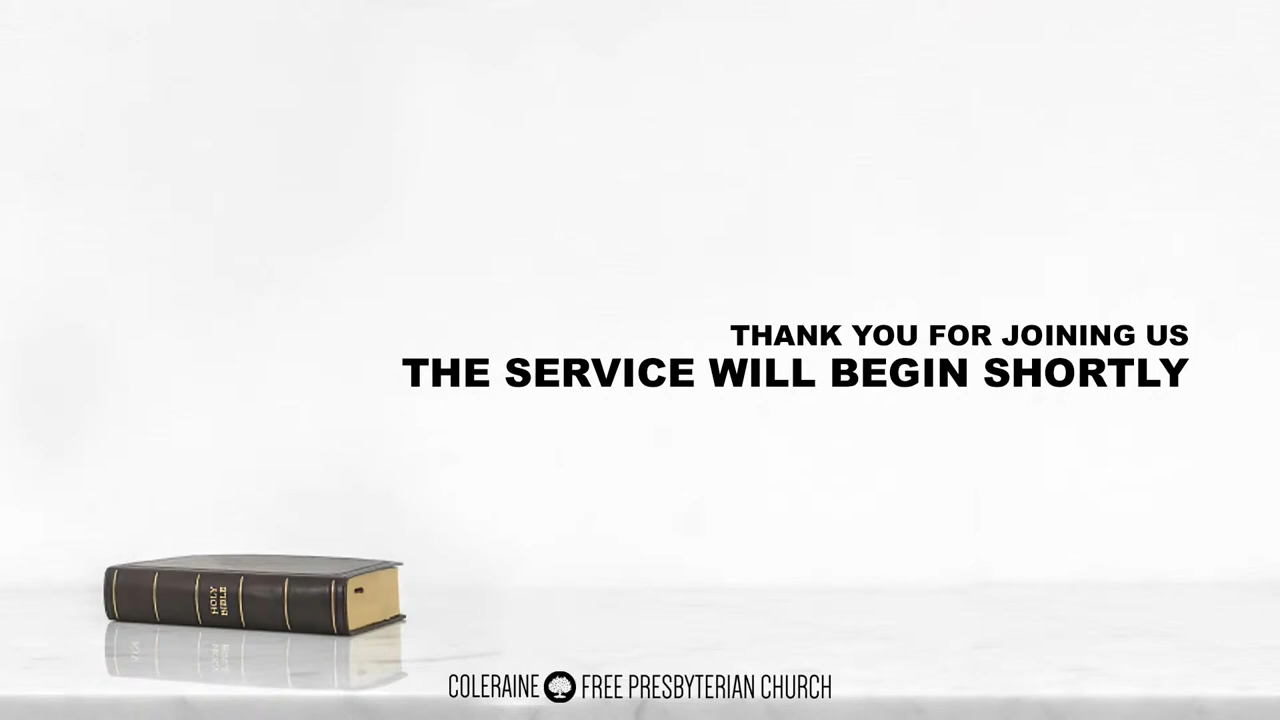 THANK YOU FOR JOINING US
THE SERVICE WILL BEGIN SHORTLY
HOLY
BIBLE
COLERAINE FREE PRESBYTERIAN CHURCH